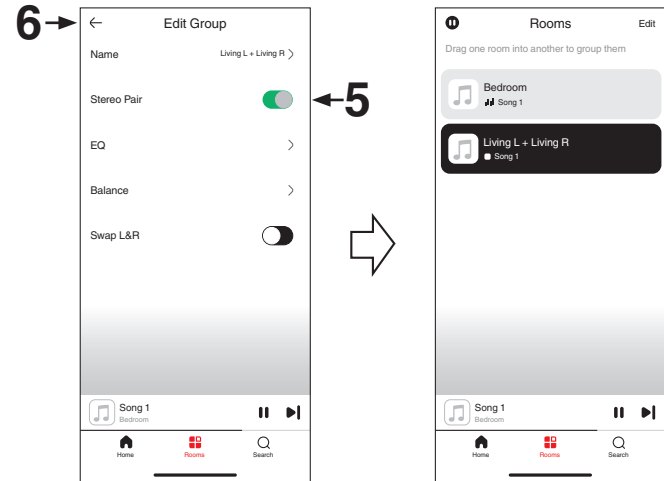 6
Edit Group
Name
Living L + Living R
Stereo Pair
5
EQ
Balance
Swap L&R
Song 1
Bedroom
Home
Rooms
Search
Rooms
Edit
Drag one room into another to group them
Bedroom
Song 1
Living L + Living R
Song 1
Song 1
Bedroom
Home
Rooms
Search